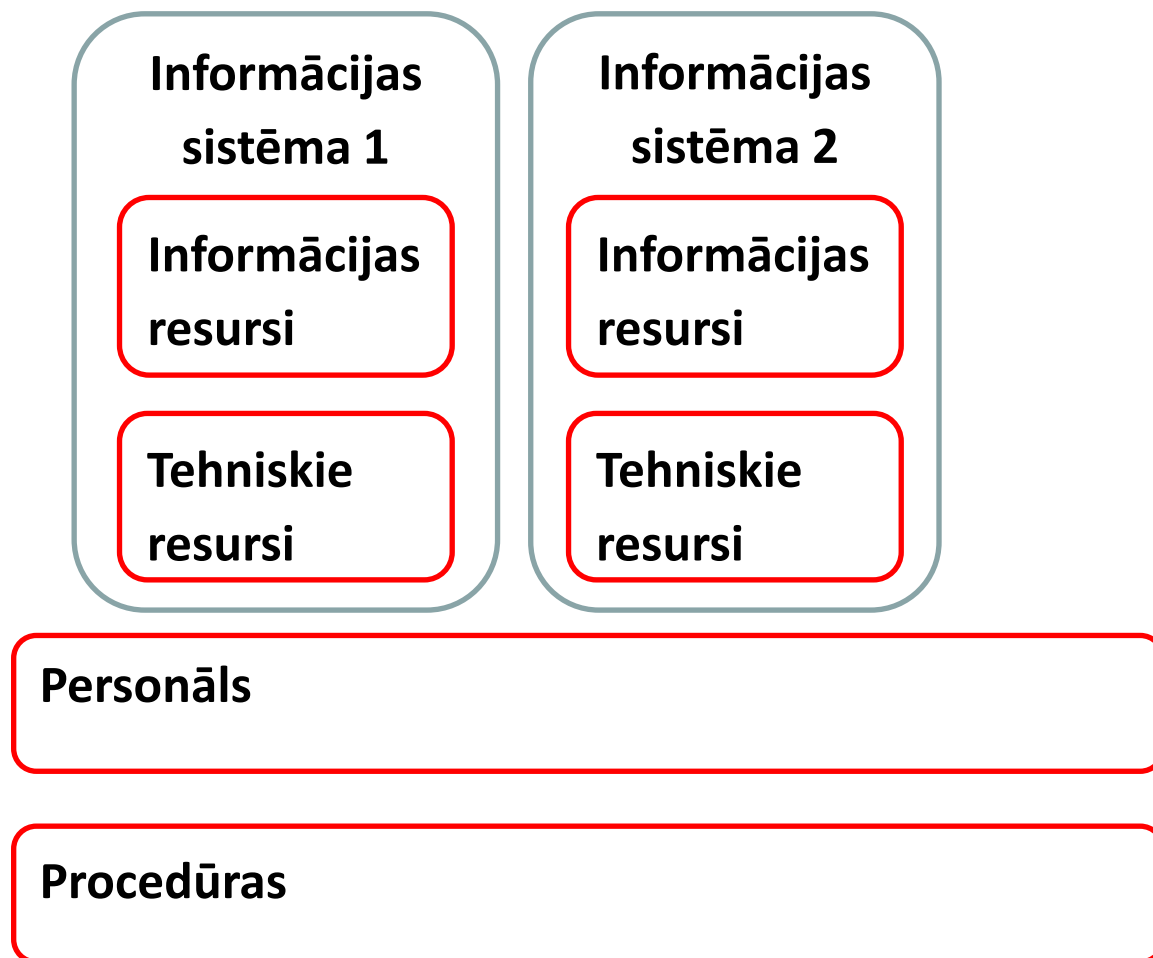 Informācijas
sistēma 1
Informācijas
resursi
Tehniskie
resursi
Informācijas
sistēma 2
Informācijas
resursi
Tehniskie
resursi
Personāls
Procedūras